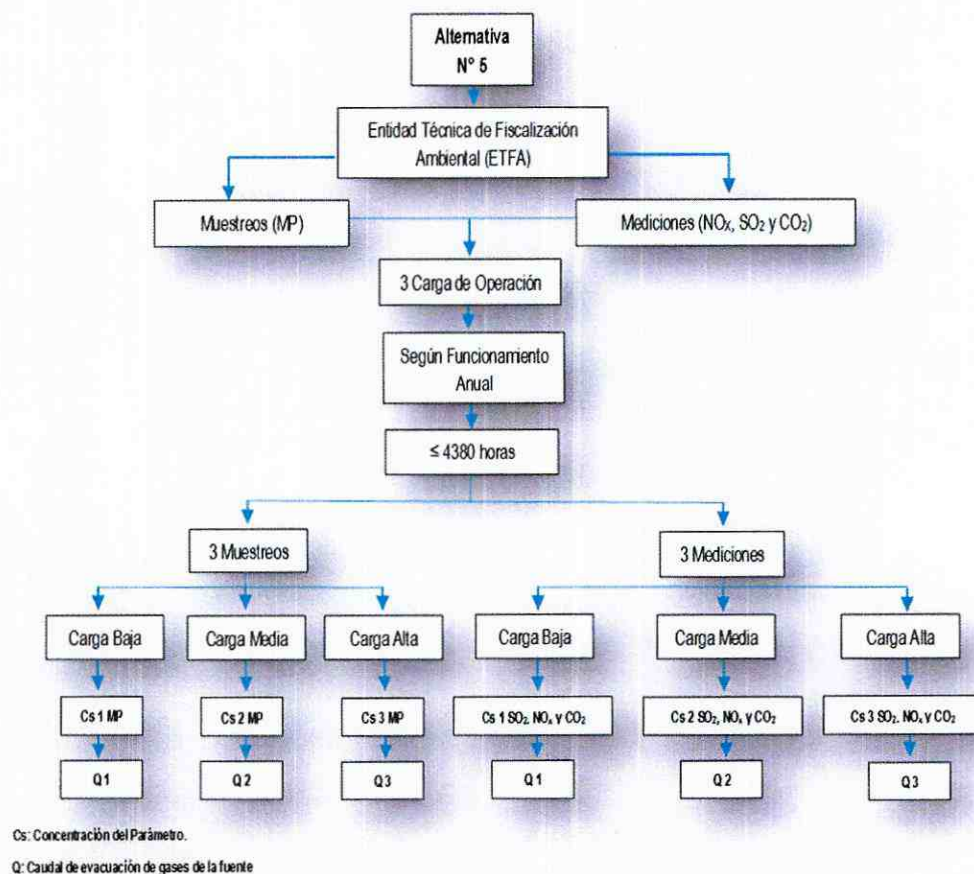 Alternativa
N° 5
Entidad Técnica de Fiscalización
Ambiental (ETFA)
Muestreos (MP)
Mediciones (NOx, SO₂ y CO₂)
3 Carga de Operación
Según Funcionamiento
Anual
≤ 4380 horas
3 Muestreos
3 Mediciones
Carga Baja
Carga Media
Carga Alta
Carga Baja
Carga Media
Carga Alta
Cs 1 MP
Cs 2 MP
Cs 3 MP
Cs 1 SO₂. NOx y CO₂
Cs 2 SO₂, NOx y CO₂
Cs 3 SO₂. NOx y CO₂
Q 1
Q 2
Q 3
Q 1
Q 2
Q 3
Cs: Concentración del Parámetro.
Q: Caudal de evacuación de gases de la fuente